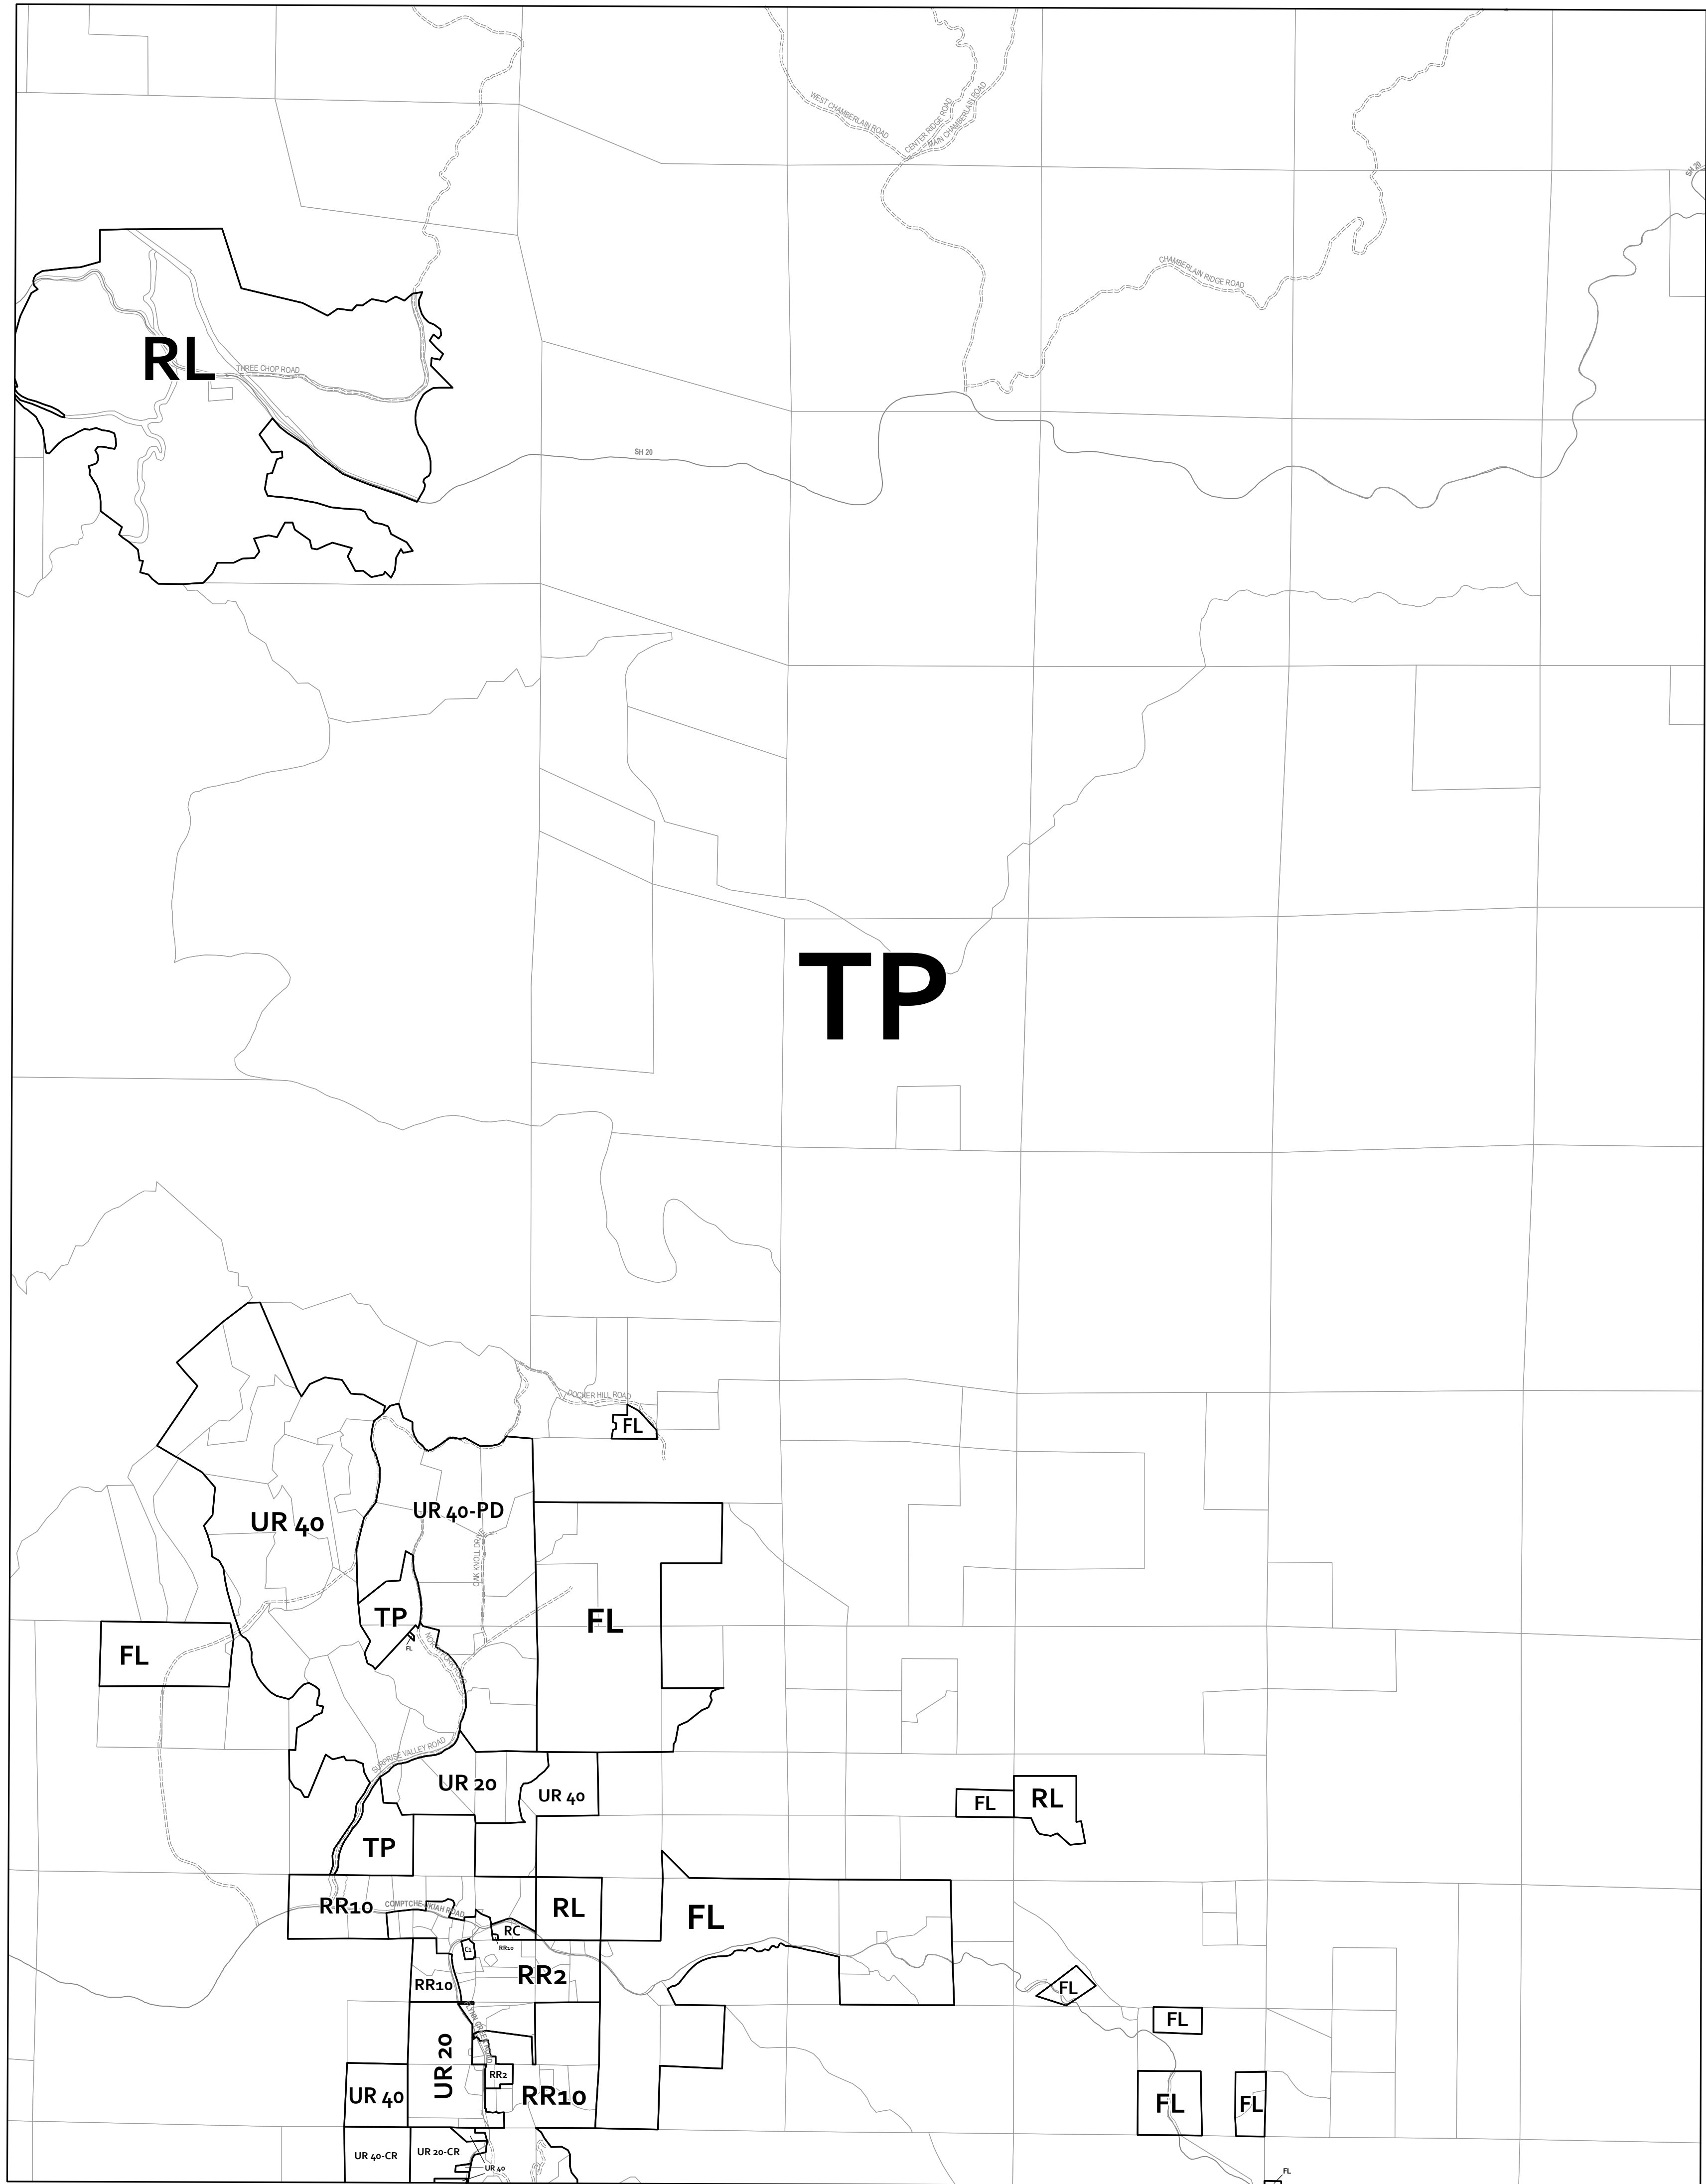 WEST CHAMBERLAIN ROAD
CENTER RIDGE ROAD
MAIN CHAMBERLAIN ROAD
SH 20
CHAMBERLAIN RIDGE ROAD
RL
THREE CHOP ROAD
SH 20
TP
DOCKER HILL ROAD
FL
UR 40-PD
UR 40
OAK KNOLL DRIVE
TP
FL
FL
FL
SURPRISE VALLEY ROAD
UR 20
UR 40
FL
RL
TP
RR10
COMPTCHE-UKIAH ROAD
RL
FL
RC
RR10
C1
RR2
RR10
FL
FL
UR 20
RR2
UR 40
RR10
FL
FL
UR 40-CR
UR 20-CR
UR 40
FL